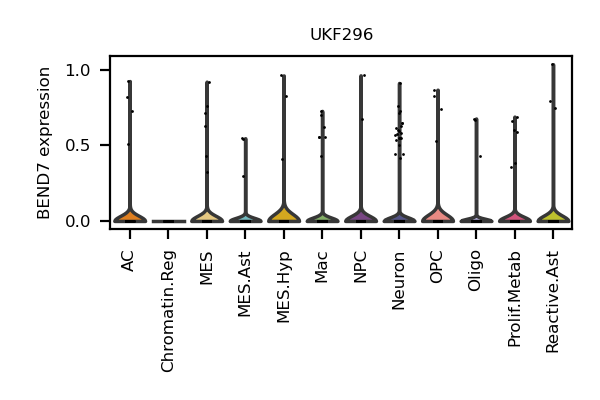 UKF296
BEND7 expression
1.0
0.5
0.0
AC
Chromatin.Reg
MES
MES.Ast
MES.Hyp
Mac
NPC
Neuron
OPC
Oligo
Prolif.Metab
Reactive.Ast